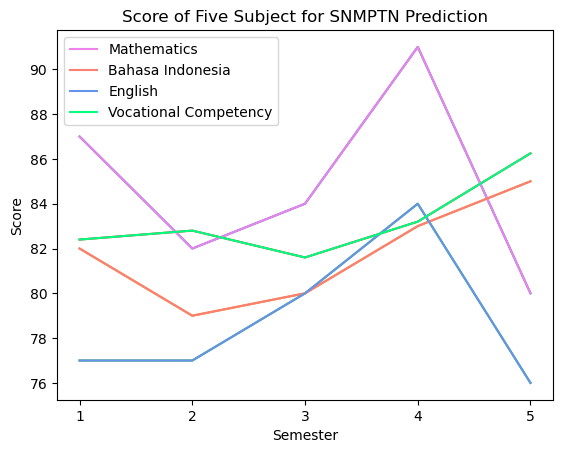 Score of Five Subject for SNMPTN Prediction
Mathematics
Bahasa Indonesia
English
Vocational Competency
Score
90
88
86
84
82
80
78
76
1 2 3 4 5
Semester